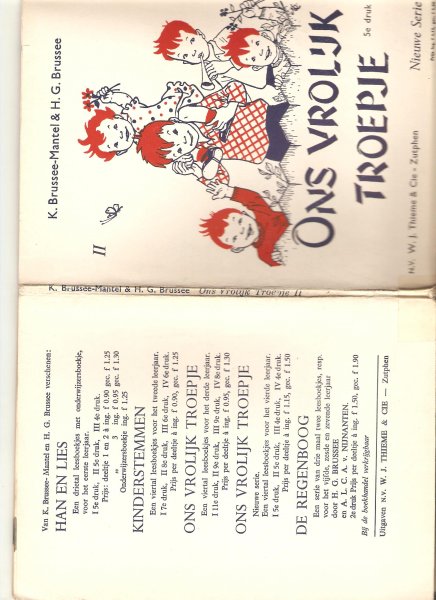 K. Brussee-Mantel & H. G. Brussee
II
ONS VROLIJK
TROEPJE
5e druk
Nieuwe Serie
N.V. W. J. Thieme & Cie - Zutphen
K. Brussee-Mantel & H. G. Brussee Ons Vrolijk Troepje II
Van K. Brussee-Mantel en H. G. Brussee verschenen:
HAN EN LIES
Een drietal leesboekjes met onderwijzersboekje,
voor het eerste leerjaar.
I 5e druk, II 5e druk, III 4e druk.
Prijs: deeltje 1 en 2 à ing. f 0.90 gec. f 1.25
„ 3 ing. f 0.95 gec. f 1.30
Onderwijzersboekje ing. f 1.25
KINDERSTEMMEN
Een viertal leesboekjes voor het tweede leerjaar.
I 7e druk, II 8e druk, III 6e druk, IV 6e druk.
Prijs per deeltje à ing. f 0.90, gec. f 1.25
ONS VROLIJK TROEPJE
Een viertal leesboekjes voor het derde leerjaar.
I 11e druk, II 9e druk, III 9e druk, IV 8e druk.
Prijs per deeltje à ing. f 0.95, gec. f 1.30
ONS VROLIJK TROEPJE
Nieuwe serie.
Een viertal leesboekjes voor het vierde leerjaar.
I 5e druk, II 5e druk, III 4e druk, IV 4e druk.
Prijs per deeltje à ing. f 1.15, gec. f 1.50
DE REGENBOOG
Een serie van drie maal twee leesboekjes, resp.
voor het vijfde, zesde en zevende leerjaar
door H. G. BRUSSEE
en A. L. C. A. v. NIJNANTEN.
2e druk Prijs per deeltje à ing. f 1.50, gec. f 1.90
Bij de boekhandel verkrijgbaar
Uitgaven N.V. W. J. THIEME & CIE — Zutphen